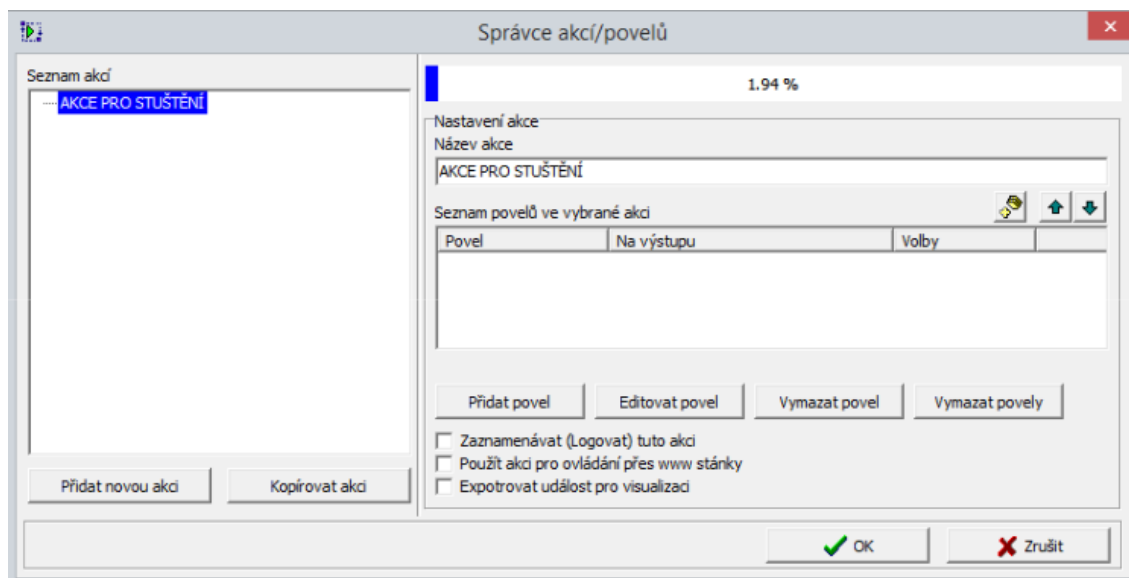 Správce akcí/povelů
Seznam akcí
AKCE PRO STUŠTĚNÍ
Přidat novou akci
Kopírovat akci
1.94 %
Nastavení akce
Název akce
AKCE PRO STUŠTĚNÍ
Seznam povelů ve vybrané akci
Povel Na výstupu Volby
Přidat povel Editovat povel Vymazat povel Vymazat povely
Zaznamenávat (Logovat) tuto akci
Použít akci pro ovládání přes www stánky
Expotrovat událost pro visualizaci
OK Zrušit